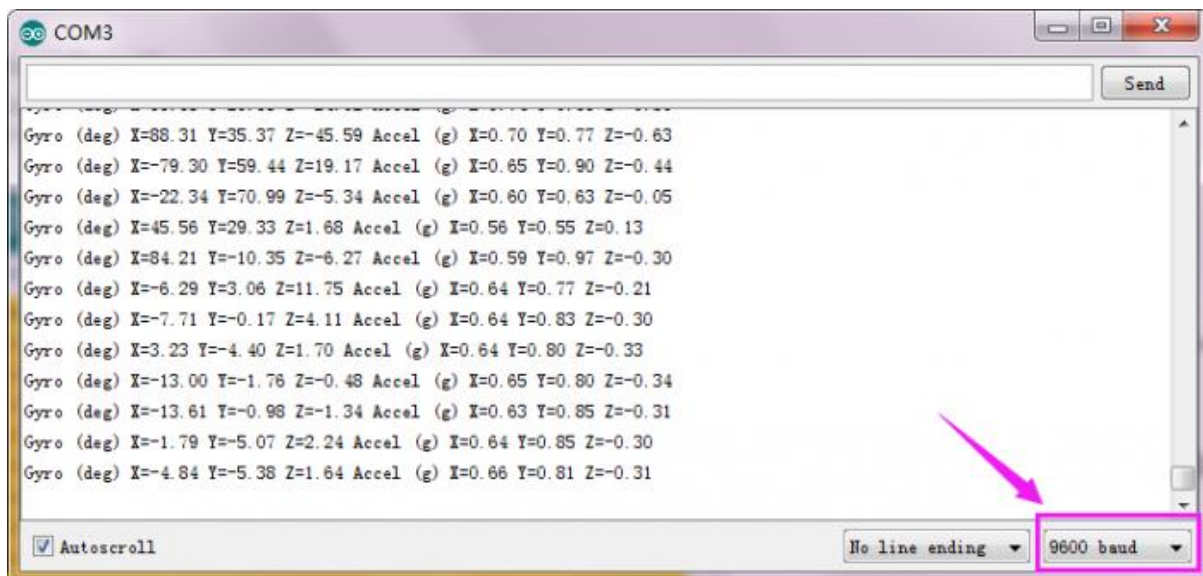 COM3
Send
Gyro (deg) X=88.31 Y=35.37 Z=-45.59 Accel (g) X=0.70 Y=0.77 Z=-0.63
Gyro (deg) X=-79.30 Y=59.44 Z=19.17 Accel (g) X=0.65 Y=0.90 Z=-0.44
Gyro (deg) X=-22.34 Y=70.99 Z=-5.34 Accel (g) X=0.60 Y=0.63 Z=-0.05
Gyro (deg) X=45.56 Y=29.33 Z=1.68 Accel (g) X=0.56 Y=0.55 Z=0.13
Gyro (deg) X=84.21 Y=-10.35 Z=-6.27 Accel (g) X=0.59 Y=0.97 Z=-0.30
Gyro (deg) X=-6.29 Y=3.06 Z=11.75 Accel (g) X=0.64 Y=0.77 Z=-0.21
Gyro (deg) X=-7.71 Y=-0.17 Z=4.11 Accel (g) X=0.64 Y=0.83 Z=-0.30
Gyro (deg) X=3.23 Y=-4.40 Z=1.70 Accel (g) X=0.64 Y=0.80 Z=-0.33
Gyro (deg) X=-13.00 Y=-1.76 Z=-0.48 Accel (g) X=0.65 Y=0.80 Z=-0.34
Gyro (deg) X=-13.61 Y=-0.98 Z=-1.34 Accel (g) X=0.63 Y=0.85 Z=-0.31
Gyro (deg) X=-1.79 Y=-5.07 Z=2.24 Accel (g) X=0.64 Y=0.85 Z=-0.30
Gyro (deg) X=-4.84 Y=-5.38 Z=1.64 Accel (g) X=0.66 Y=0.81 Z=-0.31
Autoscroll
No line ending
9600 baud